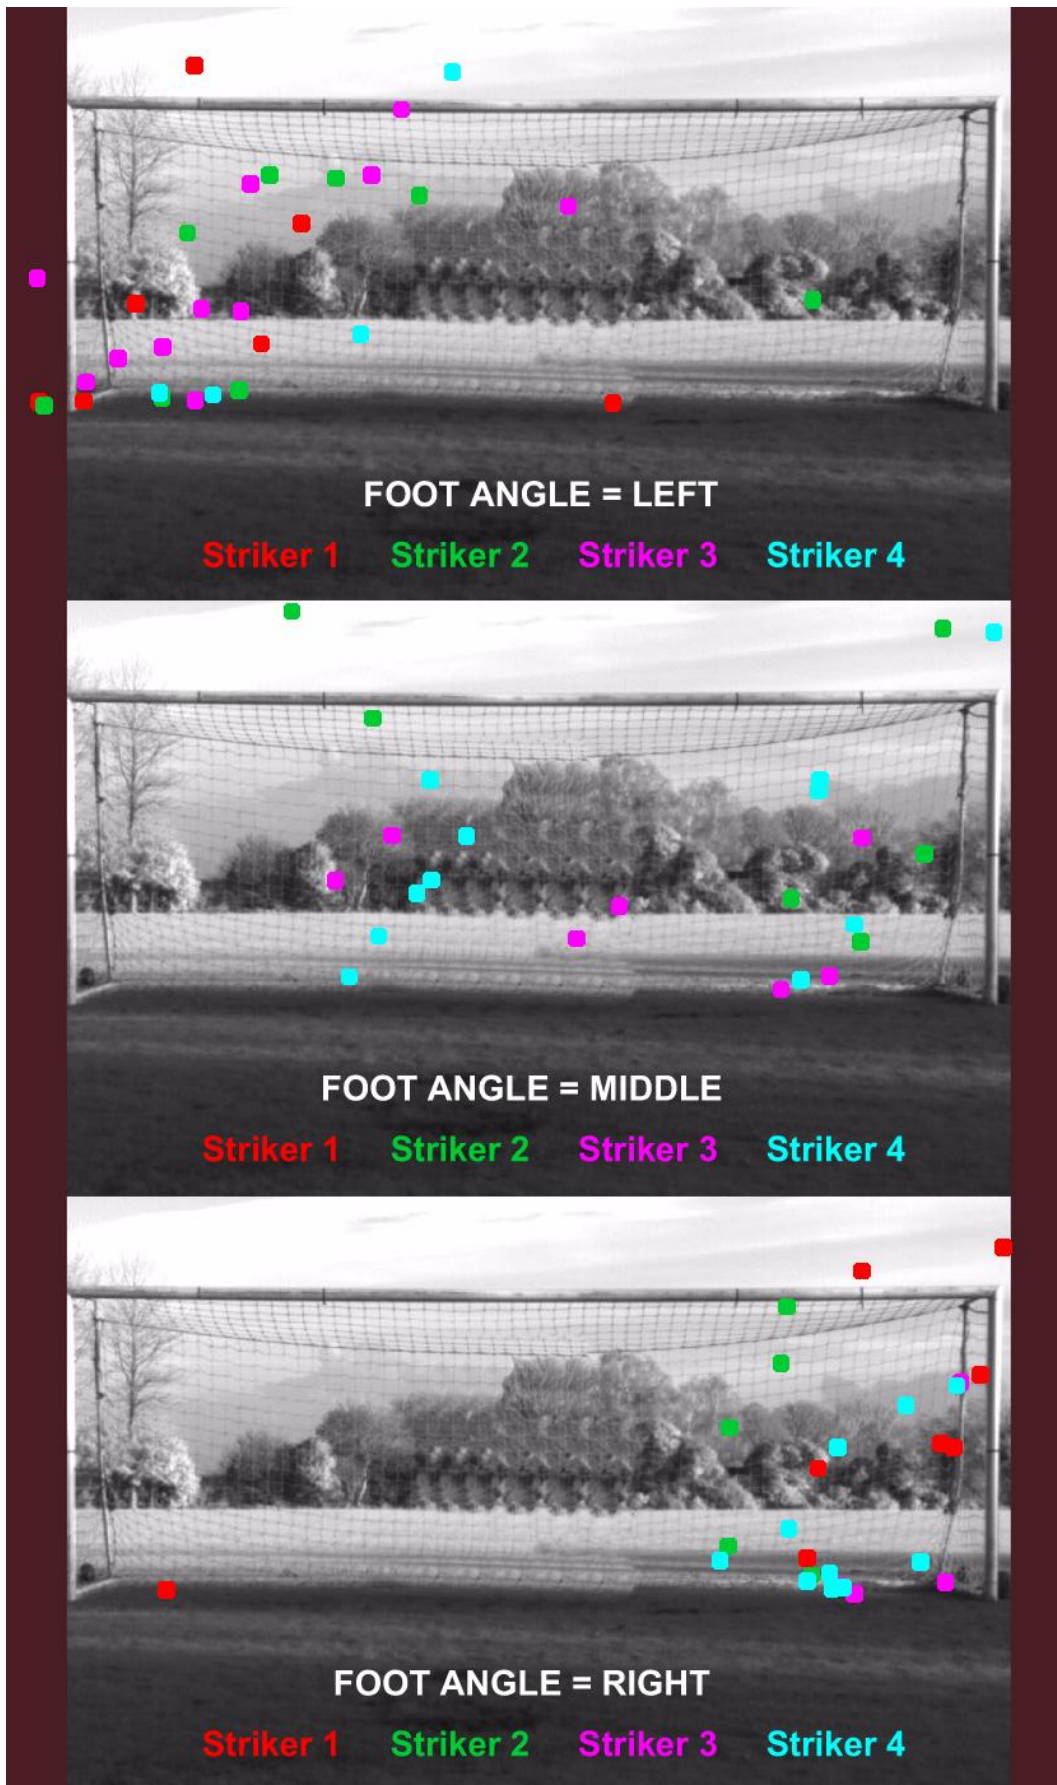 FOOT ANGLE = LEFT
Striker 1 Striker 2 Striker 3 Striker 4
FOOT ANGLE = MIDDLE
Striker 1 Striker 2 Striker 3 Striker 4
FOOT ANGLE = RIGHT
Striker 1 Striker 2 Striker 3 Striker 4